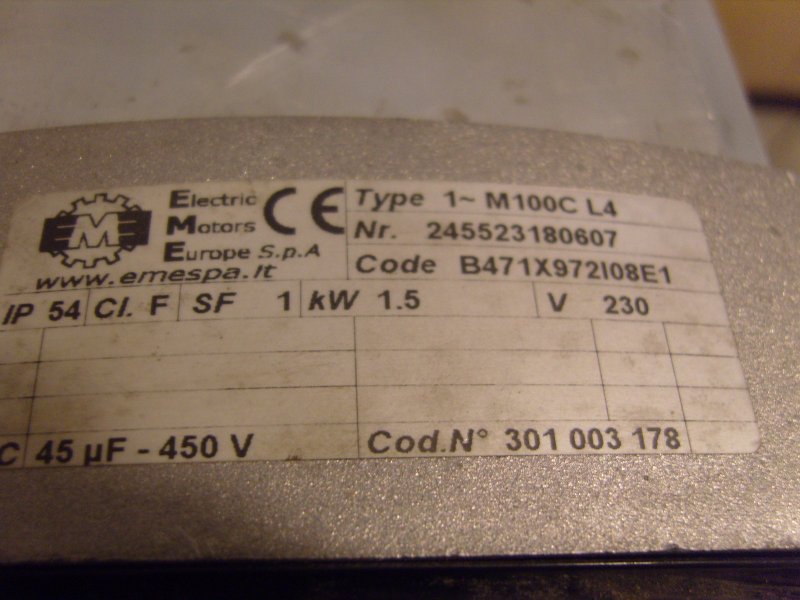 EME
Electric
Motors
Europe S.p.A
CE
www.emespa.it
Type 1~ M100C L4
Nr. 245523180607
Code B471X972I08E1
IP 54 Cl. F SF 1 kW 1.5 V 230
C 45 µF - 450 V Cod.N° 301 003 178